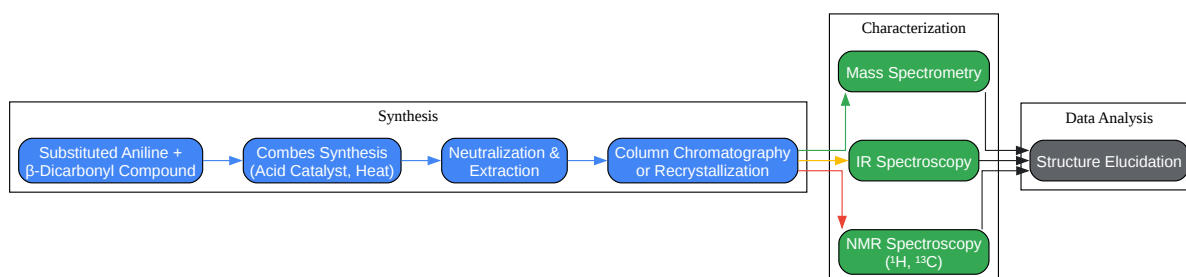 Synthesis
Substituted Aniline +
β-Dicarbonyl Compound
Combes Synthesis
(Acid Catalyst, Heat)
Neutralization &
Extraction
Column Chromatography
or Recrystallization
Characterization
Mass Spectrometry
IR Spectroscopy
NMR Spectroscopy
(¹H, ¹³C)
Data Analysis
Structure Elucidation